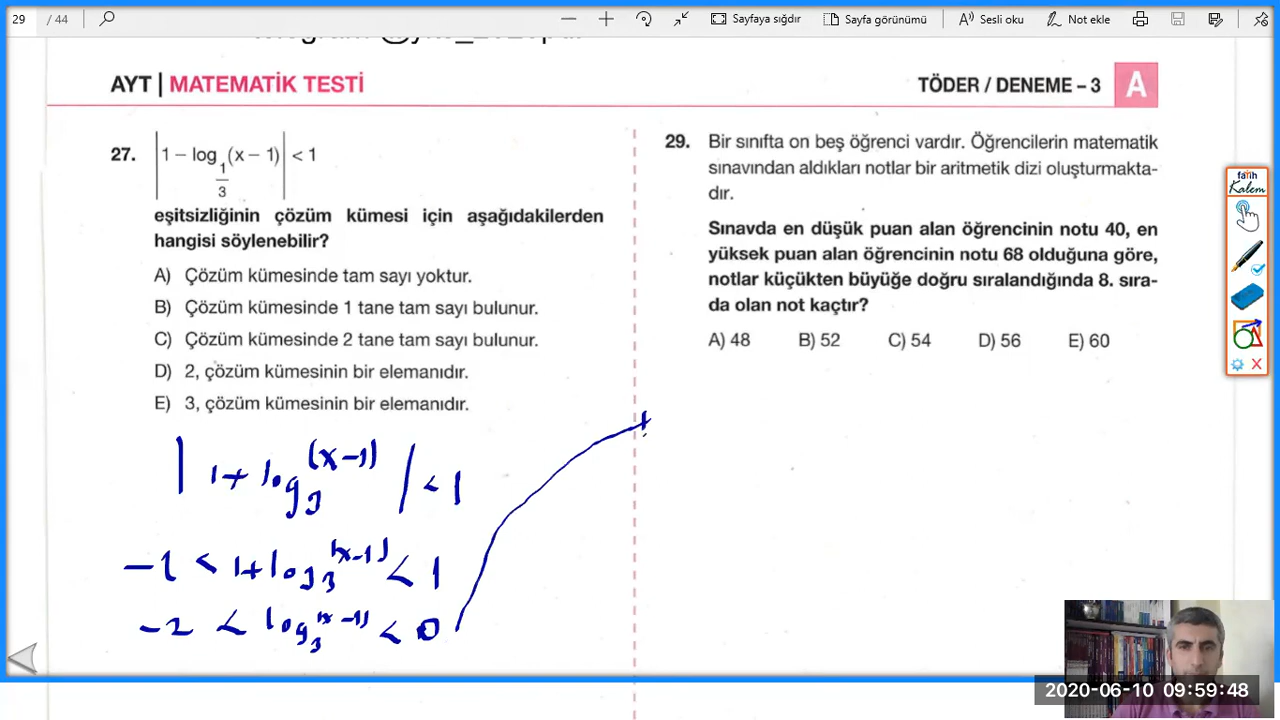 29 / 44
Sayfaya sığdır
Sayfa görünümü
Sesli oku
Not ekle
AYT | MATEMATİK TESTİ
TÖDER / DENEME – 3 A
27. |1 – log 1/3 (x – 1)| < 1
eşitsizliğinin çözüm kümesi için aşağıdakilerden
hangisi söylenebilir?
A) Çözüm kümesinde tam sayı yoktur.
B) Çözüm kümesinde 1 tane tam sayı bulunur.
C) Çözüm kümesinde 2 tane tam sayı bulunur.
D) 2, çözüm kümesinin bir elemanıdır.
E) 3, çözüm kümesinin bir elemanıdır.
| 1 + log3 (x-1) | < 1
-1 < 1 + log3 (x-1) < 1
-2 < log3 (x-1) < 0
29. Bir sınıfta on beş öğrenci vardır. Öğrencilerin matematik
sınavından aldıkları notlar bir aritmetik dizi oluşturmakta-
dır.
Sınavda en düşük puan alan öğrencinin notu 40, en
yüksek puan alan öğrencinin notu 68 olduğuna göre,
notlar küçükten büyüğe doğru sıralandığında 8. sıra-
da olan not kaçtır?
A) 48 B) 52 C) 54 D) 56 E) 60
fatih
Kalem
2020-06-10 09:59:48